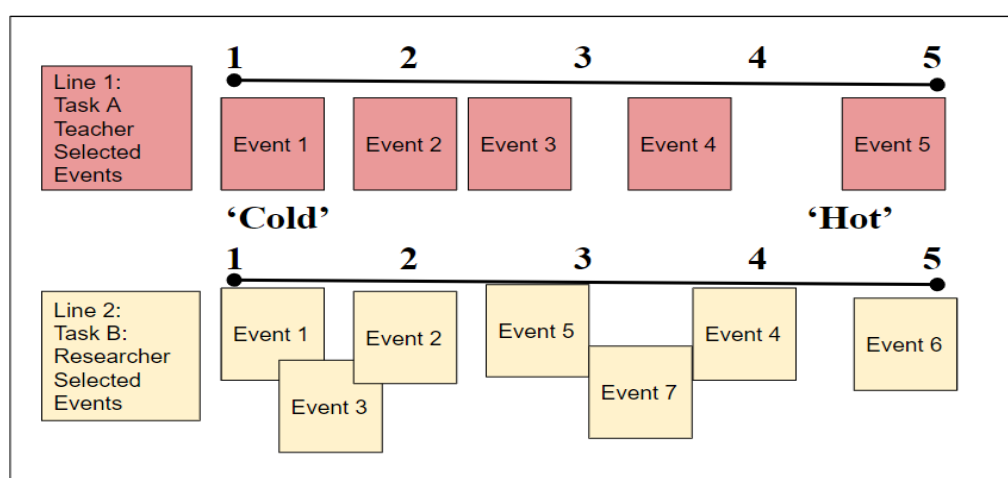 1 2 3 4 5
Line 1:
Task A
Teacher
Selected
Events
Event 1 Event 2 Event 3 Event 4 Event 5
‘Cold’ ‘Hot’
1 2 3 4 5
Line 2:
Task B:
Researcher
Selected
Events
Event 1 Event 2 Event 5 Event 4 Event 6
Event 3 Event 7